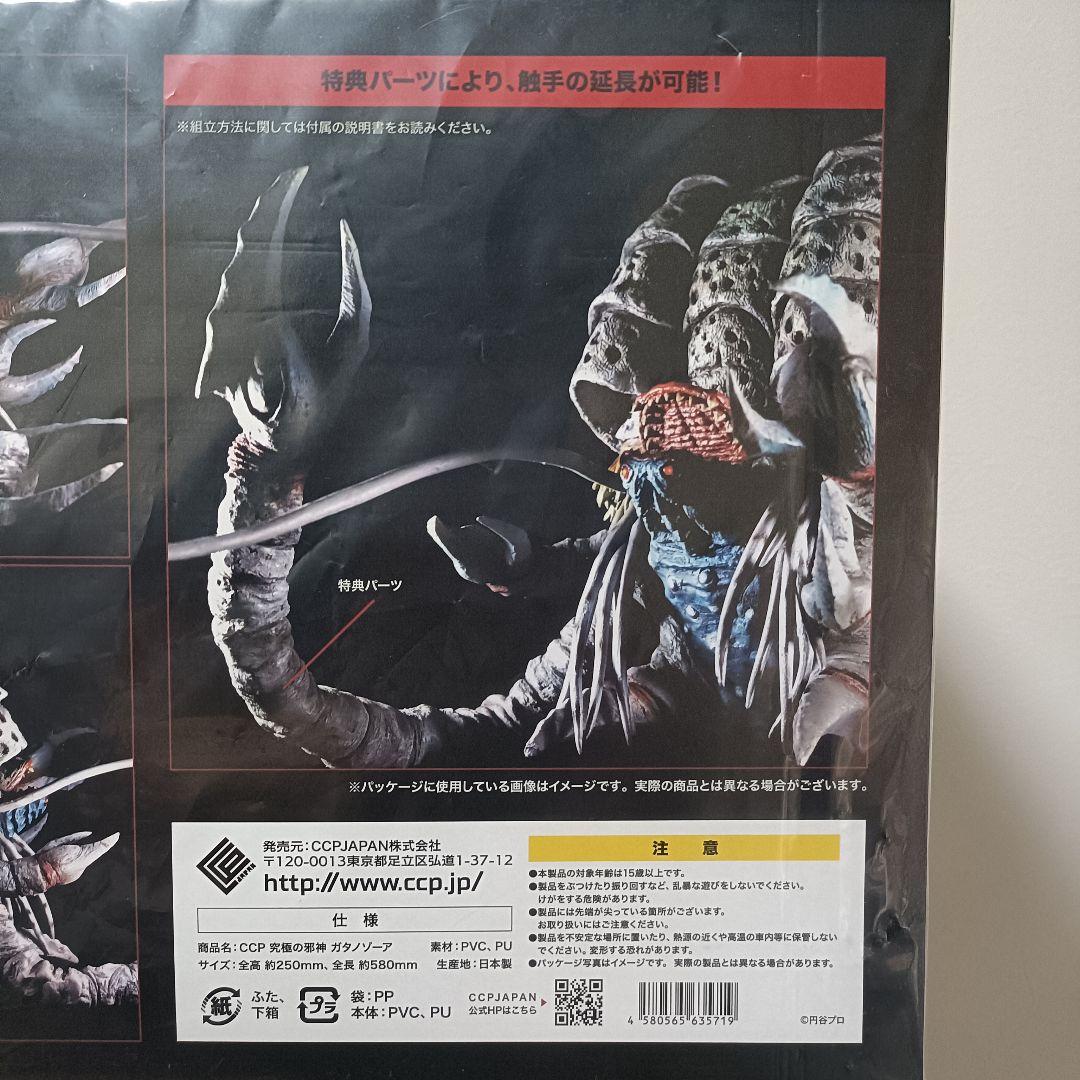 特典パーツにより、触手の延長が可能！
※組立方法に関しては付属の説明書をお読みください。
特典パーツ
※パッケージに使用している画像はイメージです。実際の商品とは異なる場合がございます。
発売元：CCPJAPAN株式会社
〒120-0013東京都足立区弘道1-37-12
http://www.ccp.jp/
仕 様
商品名：CCP 究極の邪神 ガタノゾーア 素材：PVC、PU
サイズ：全高 約250mm、全長 約580mm 生産地：日本製
紙
ふた、
下箱
プラ
袋：PP
本体：PVC、PU
注 意
●本製品の対象年齢は15歳以上です。
●製品をぶつけたり振り回すなど、乱暴な遊びをしないでください。
けがをする危険があります。
●製品には先端が尖っている箇所がございます。
お取り扱いにはご注意ください。
●製品を不安定な場所に置いたり、熱源の近くや高温の車内等に保管しない
でください。変形する恐れがあります。
●パッケージ写真はイメージです。実際の製品とは異なる場合があります。
CCPJAPAN
公式HPはこちら
4 580565 635719
©円谷プロ